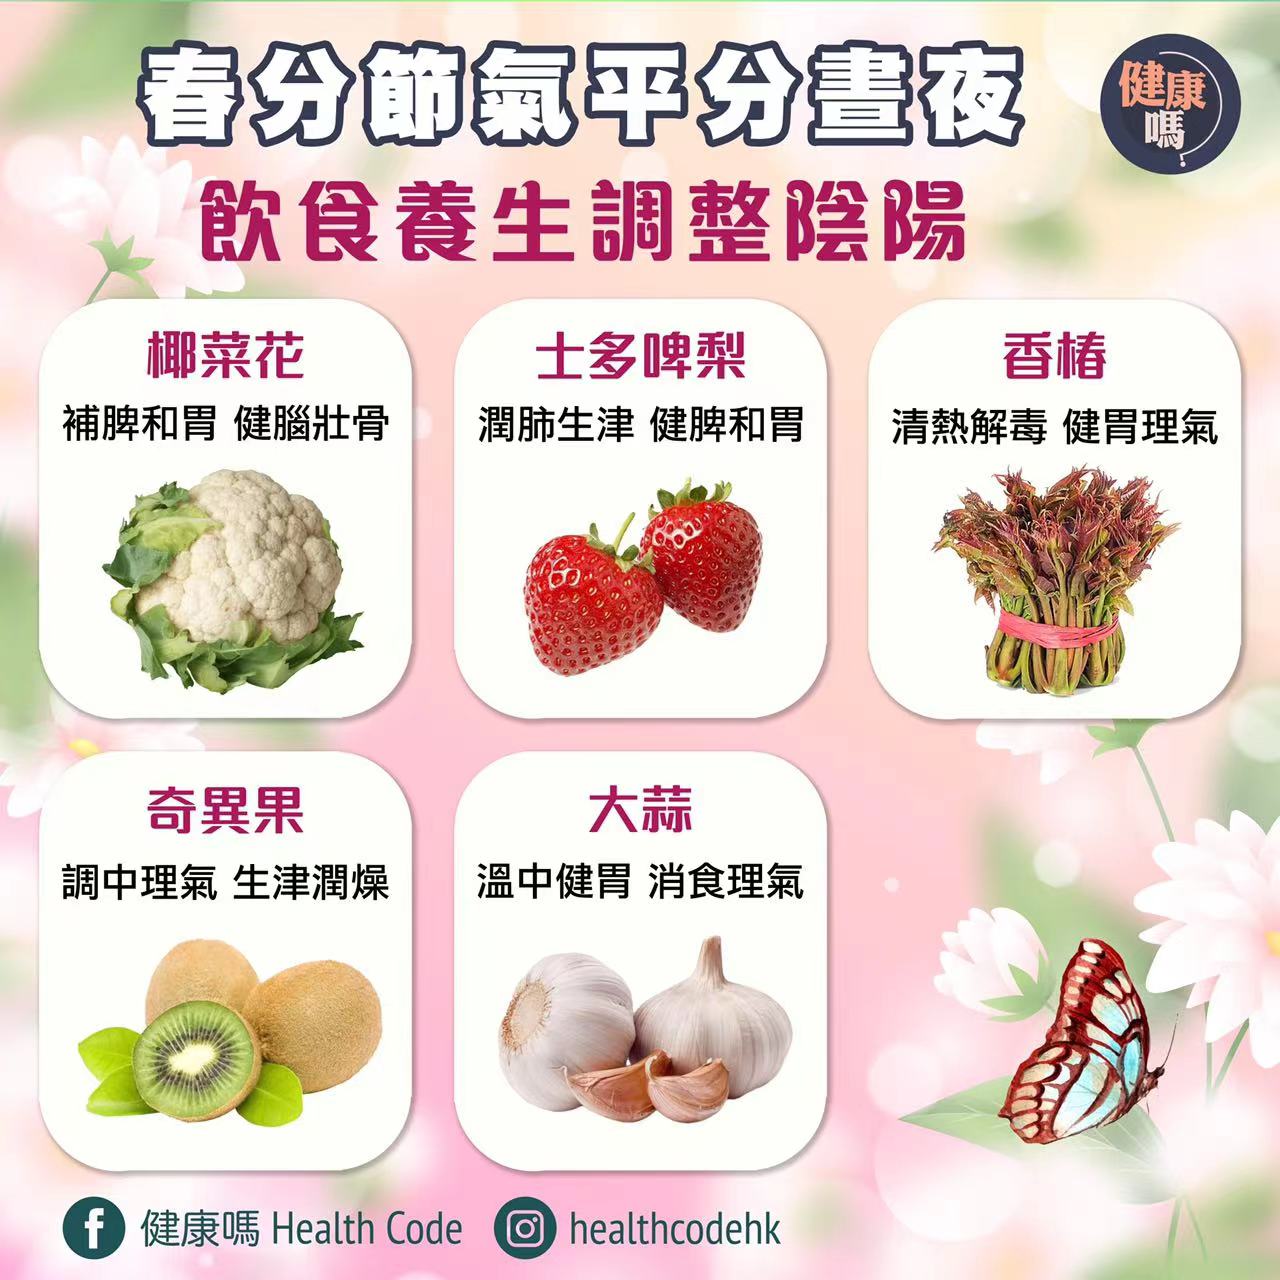 春分節氣平分晝夜
健康
嗎?
飲食養生調整陰陽
椰菜花
補脾和胃 健腦壯骨
士多啤梨
潤肺生津 健脾和胃
香椿
清熱解毒 健胃理氣
奇異果
調中理氣 生津潤燥
大蒜
溫中健胃 消食理氣
健康嗎 Health Code
healthcodehk